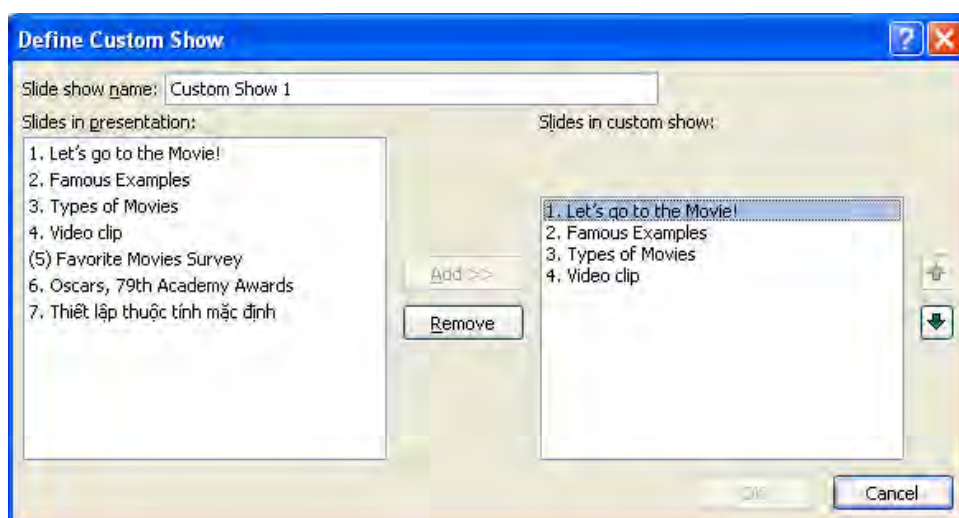 Define Custom Show
Slide show name: Custom Show 1
Slides in presentation:
1. Let's go to the Movie!
2. Famous Examples
3. Types of Movies
4. Video clip
(5) Favorite Movies Survey
6. Oscars, 79th Academy Awards
7. Thiết lập thuộc tính mặc định
Add >>
Remove
Slides in custom show:
1. Let's go to the Movie!
2. Famous Examples
3. Types of Movies
4. Video clip
OK
Cancel